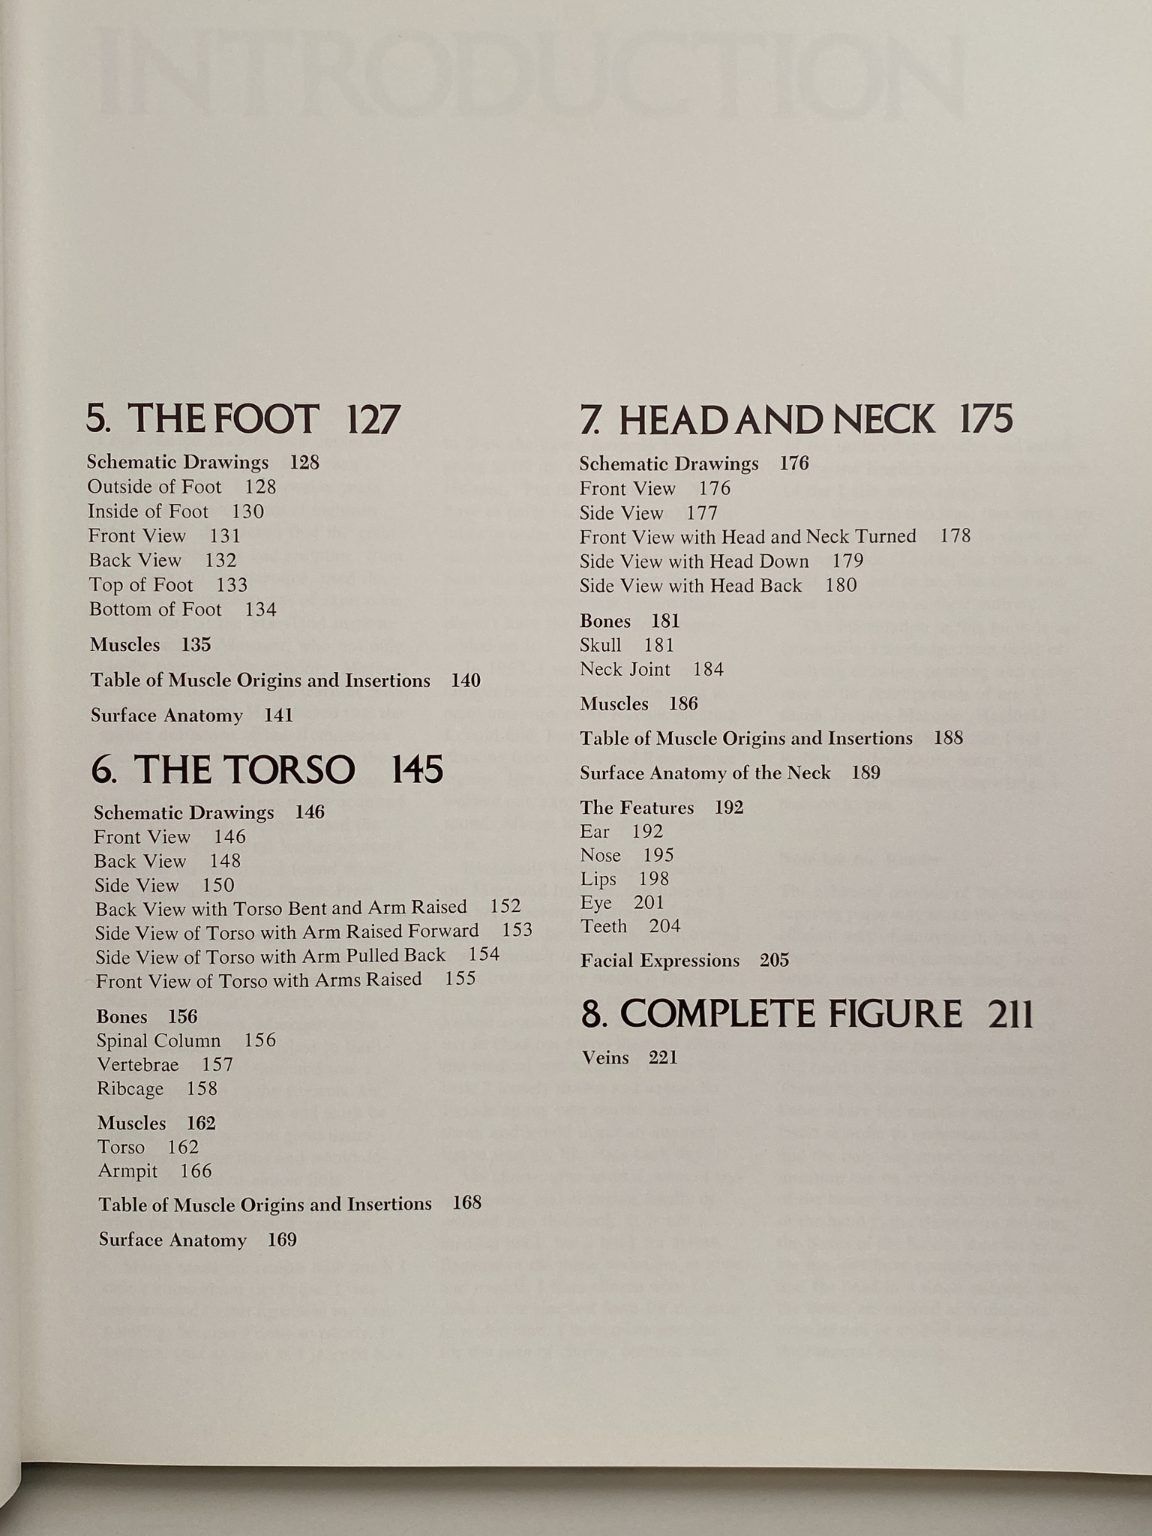 INTRODUCTION
5. THE FOOT 127
Schematic Drawings 128
Outside of Foot 128
Inside of Foot 130
Front View 131
Back View 132
Top of Foot 133
Bottom of Foot 134
Muscles 135
Table of Muscle Origins and Insertions 140
Surface Anatomy 141
6. THE TORSO 145
Schematic Drawings 146
Front View 146
Back View 148
Side View 150
Back View with Torso Bent and Arm Raised 152
Side View of Torso with Arm Raised Forward 153
Side View of Torso with Arm Pulled Back 154
Front View of Torso with Arms Raised 155
Bones 156
Spinal Column 156
Vertebrae 157
Ribcage 158
Muscles 162
Torso 162
Armpit 166
Table of Muscle Origins and Insertions 168
Surface Anatomy 169
7. HEAD AND NECK 175
Schematic Drawings 176
Front View 176
Side View 177
Front View with Head and Neck Turned 178
Side View with Head Down 179
Side View with Head Back 180
Bones 181
Skull 181
Neck Joint 184
Muscles 186
Table of Muscle Origins and Insertions 188
Surface Anatomy of the Neck 189
The Features 192
Ear 192
Nose 195
Lips 198
Eye 201
Teeth 204
Facial Expressions 205
8. COMPLETE FIGURE 211
Veins 221